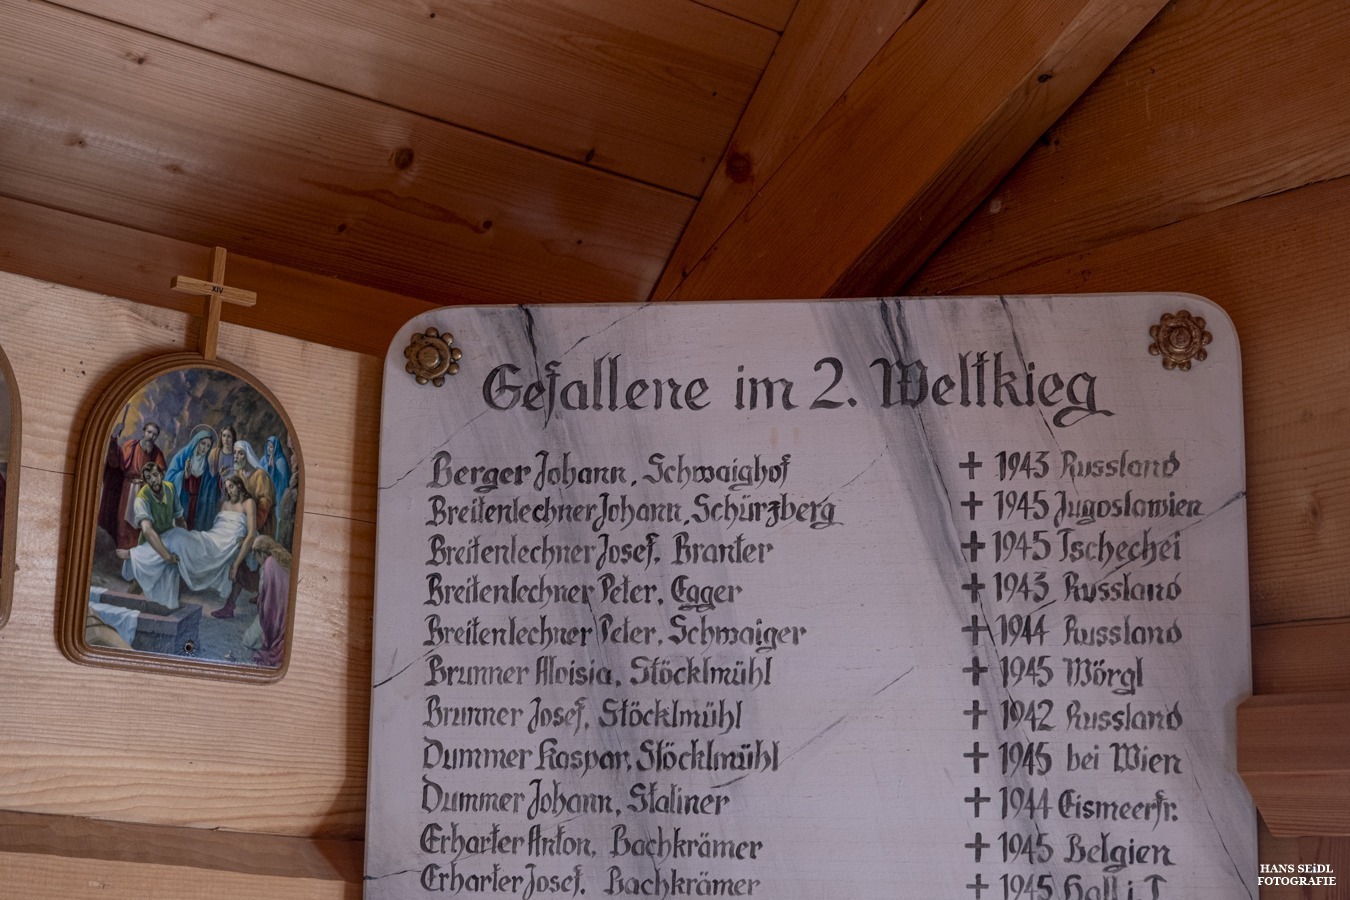 XIV
Gefallene im 2. Weltkieg
Berger Johann, Schwaighof + 1943 Russland
Breitenlechner Johann, Schürzberg + 1945 Jugoslawien
Breitenlechner Josef, Branter + 1945 Tschechei
Breitenlechner Peter, Egger + 1943 Russland
Breitenlechner Peter, Schwaiger + 1944 Russland
Brunner Aloisia, Stöcklmühl + 1945 Wörgl
Brunner Josef, Stöcklmühl + 1942 Russland
Dummer Kaspar, Stöcklmühl + 1945 bei Wien
Dummer Johann, Stallner + 1944 Eismeerfr.
Erharter Anton, Bachkrämer + 1945 Belgien
Erharter Josef, Bachkrämer + 1945 Hall i. T
HANS SEiDL
FOTOGRAFIE